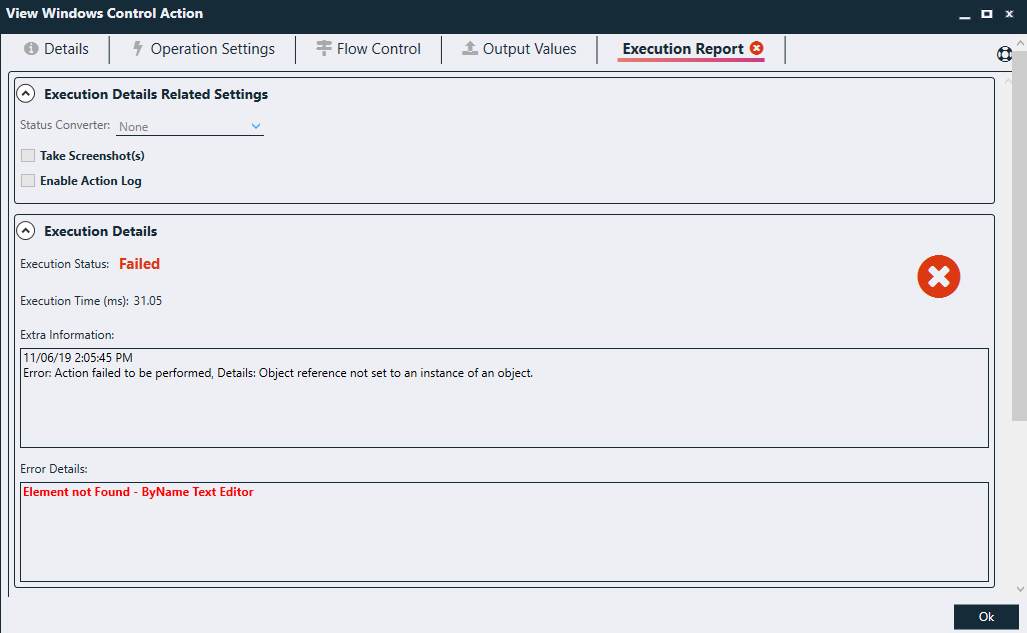 View Windows Control Action
Details Operation Settings Flow Control Output Values Execution Report
Execution Details Related Settings
Status Converter: None
Take Screenshot(s)
Enable Action Log
Execution Details
Execution Status: Failed
Execution Time (ms): 31.05
Extra Information:
11/06/19 2:05:45 PM
Error: Action failed to be performed, Details: Object reference not set to an instance of an object.
Error Details:
Element not Found - ByName Text Editor
Ok